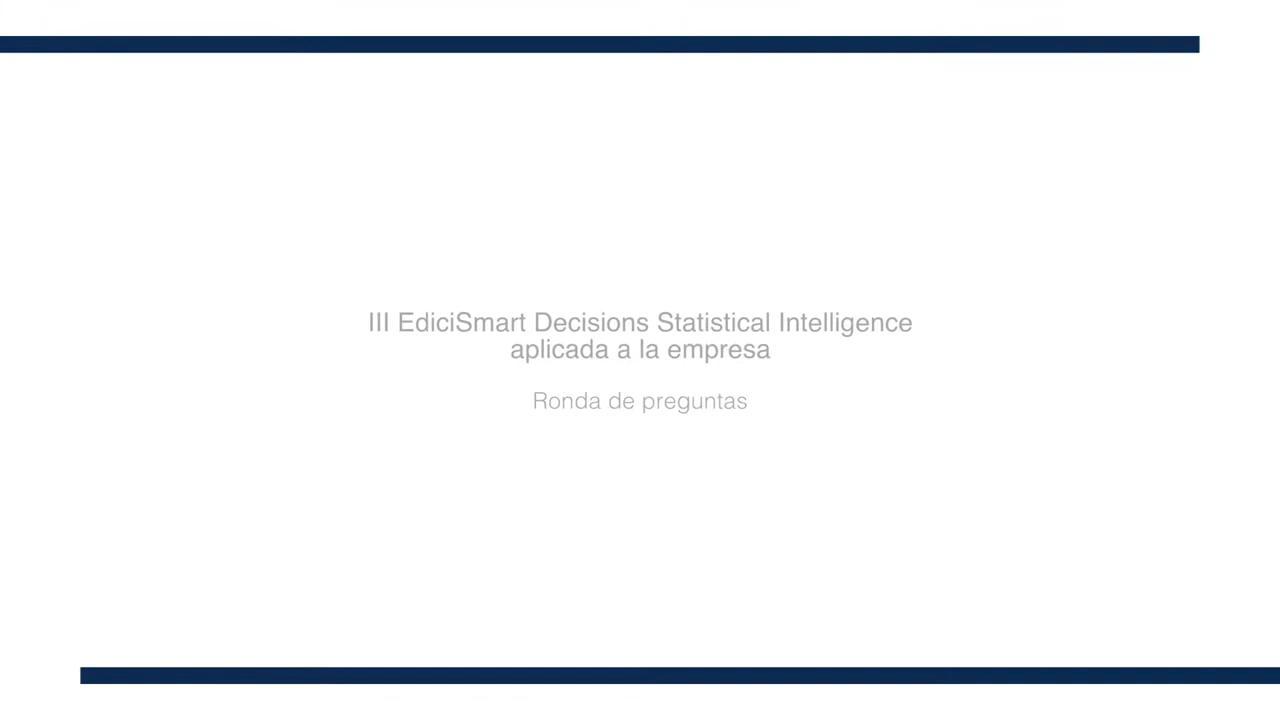 III EdiciSmart Decisions Statistical Intelligence
aplicada a la empresa
Ronda de preguntas